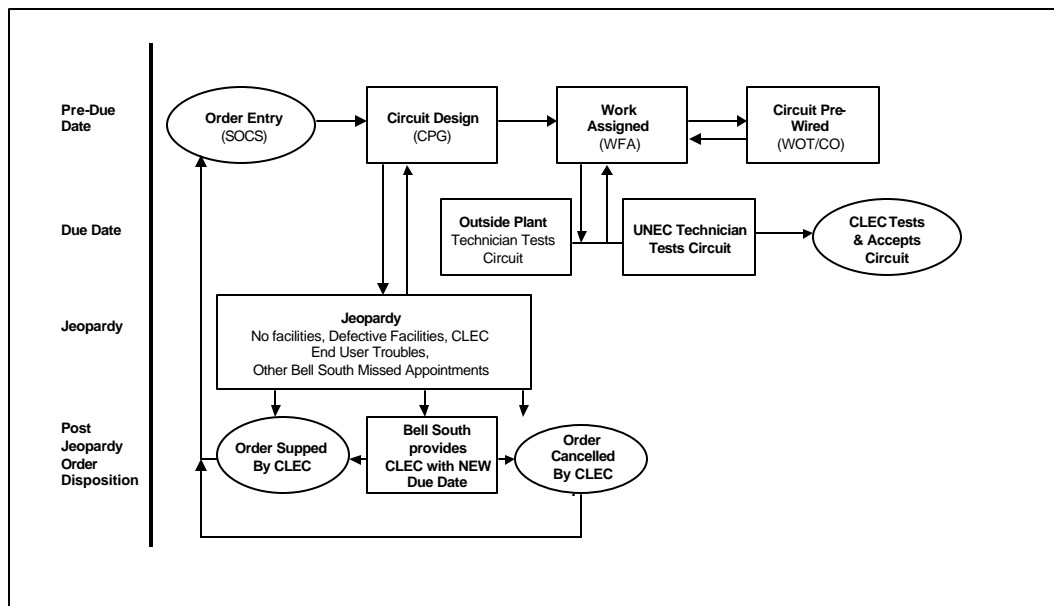 Pre-Due
Date
Order Entry
(SOCS)
Circuit Design
(CPG)
Work
Assigned
(WFA)
Circuit Pre-
Wired
(WOT/CO)
Due Date
Outside Plant
Technician Tests
Circuit
UNEC Technician
Tests Circuit
CLEC Tests
& Accepts
Circuit
Jeopardy
Jeopardy
No facilities, Defective Facilities, CLEC
End User Troubles,
Other Bell South Missed Appointments
Post
Jeopardy
Order
Disposition
Order Supped
By CLEC
Bell South
provides
CLEC with NEW
Due Date
Order
Cancelled
By CLEC